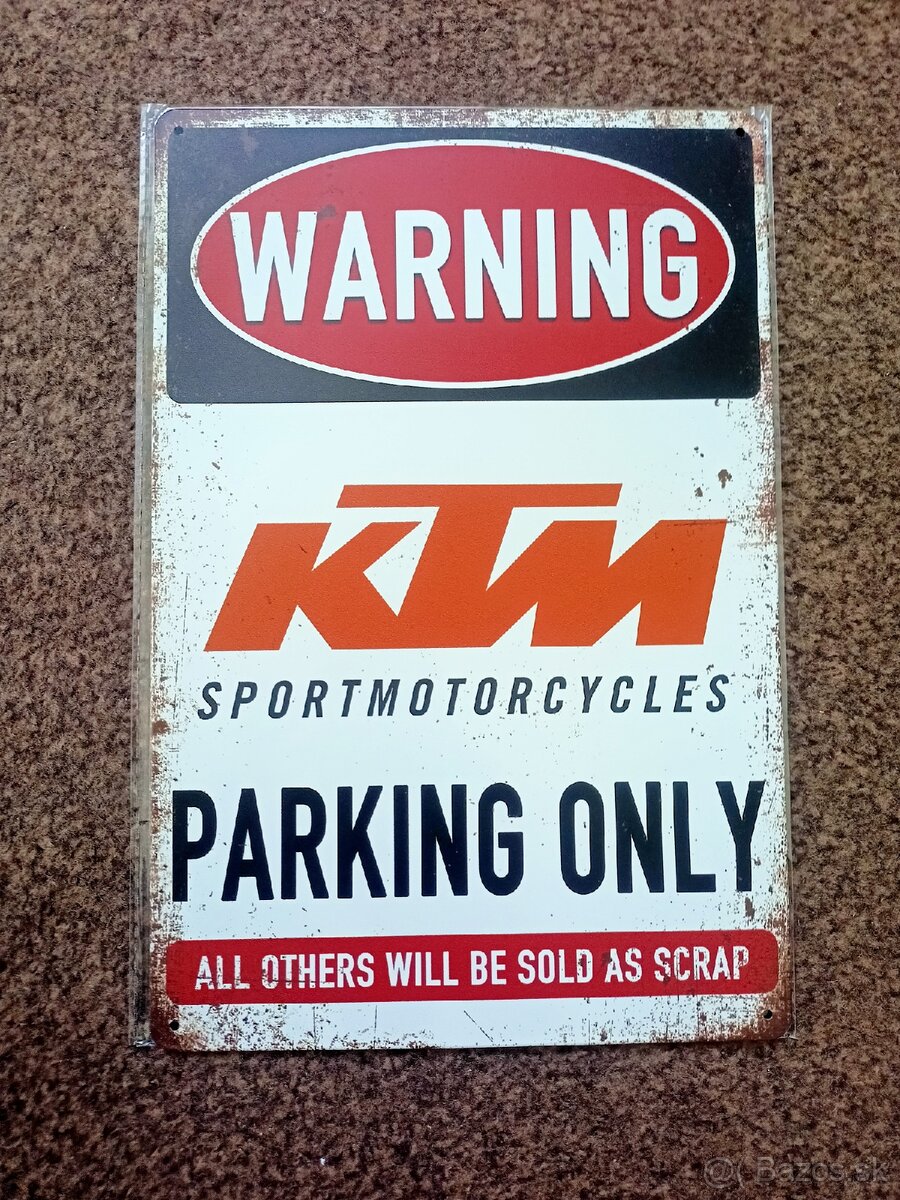 WARNING
KTM
SPORTMOTORCYCLES
PARKING ONLY
ALL OTHERS WILL BE SOLD AS SCRAP
Bazos.sk